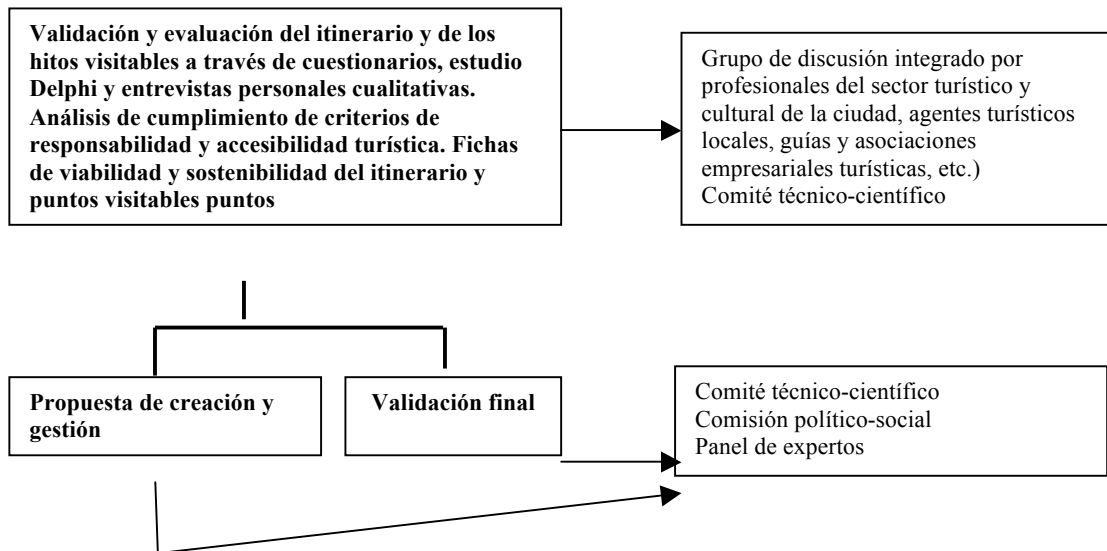 Validación y evaluación del itinerario y de los
hitos visitables a través de cuestionarios, estudio
Delphi y entrevistas personales cualitativas.
Análisis de cumplimiento de criterios de
responsabilidad y accesibilidad turística. Fichas
de viabilidad y sostenibilidad del itinerario y
puntos visitables puntos
Grupo de discusión integrado por
profesionales del sector turístico y
cultural de la ciudad, agentes turísticos
locales, guías y asociaciones
empresariales turísticas, etc.)
Comité técnico-científico
Propuesta de creación y
gestión
Validación final
Comité técnico-científico
Comisión político-social
Panel de expertos